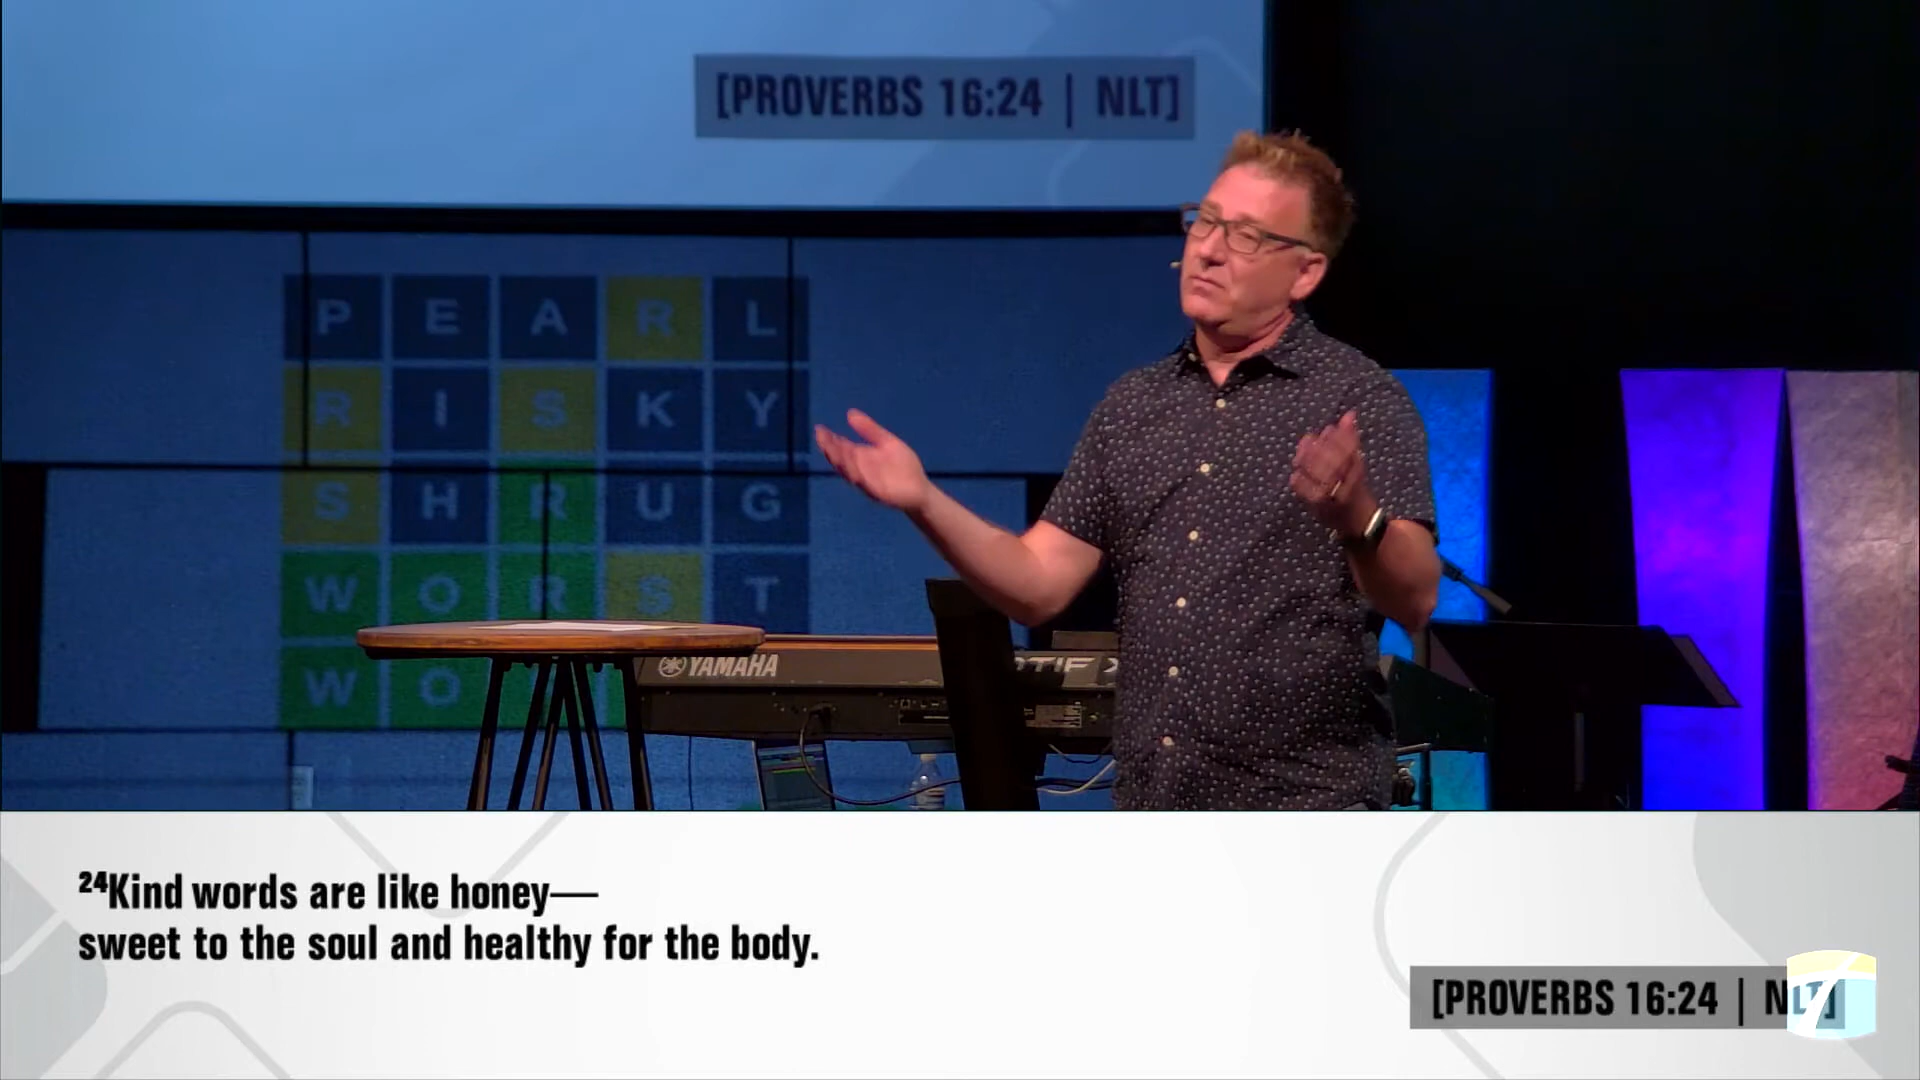 [PROVERBS 16:24 | NLT]
P E A R L
R I S K Y
S H R U G
W O R S T
W O
YAMAHA
OTIF X
²⁴Kind words are like honey—
sweet to the soul and healthy for the body.
[PROVERBS 16:24 | NLT]